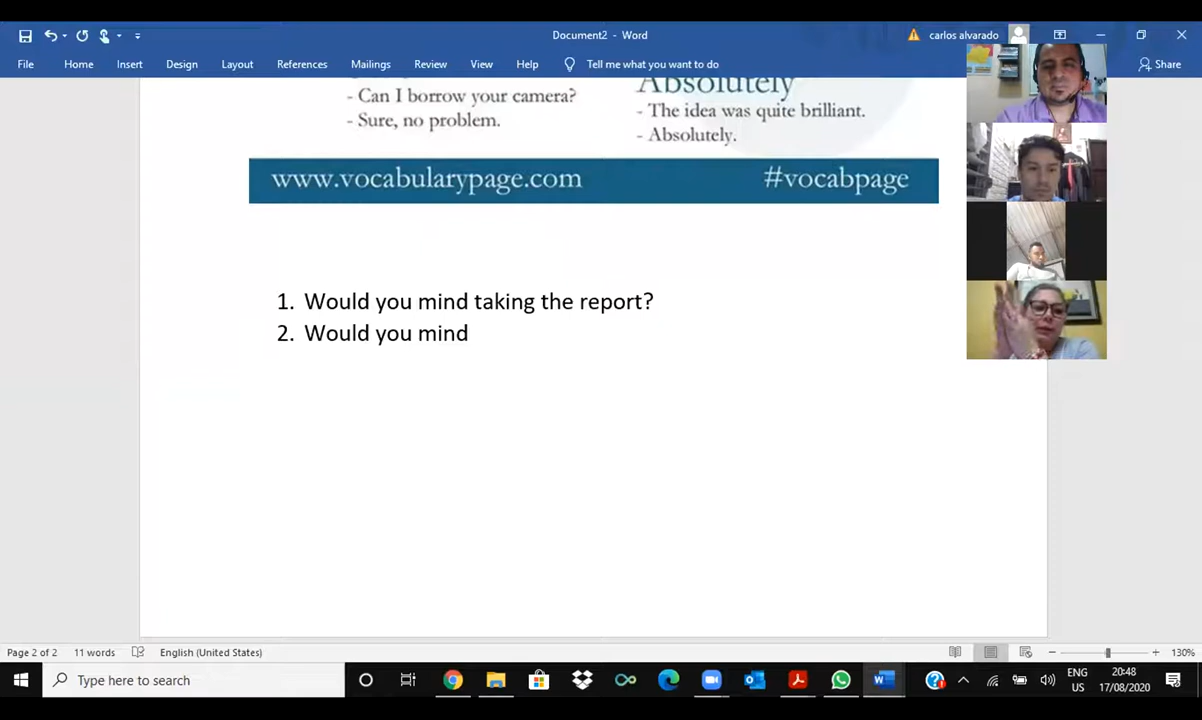 Document2 - Word
carlos alvarado
File Home Insert Design Layout References Mailings Review View Help Tell me what you want to do Share
- Can I borrow your camera?
- Sure, no problem.
Absolutely
- The idea was quite brilliant.
- Absolutely.
www.vocabularypage.com #vocabpage
1. Would you mind taking the report?
2. Would you mind
Page 2 of 2 11 words English (United States) 130%
Type here to search
ENG
US
20:48
17/08/2020